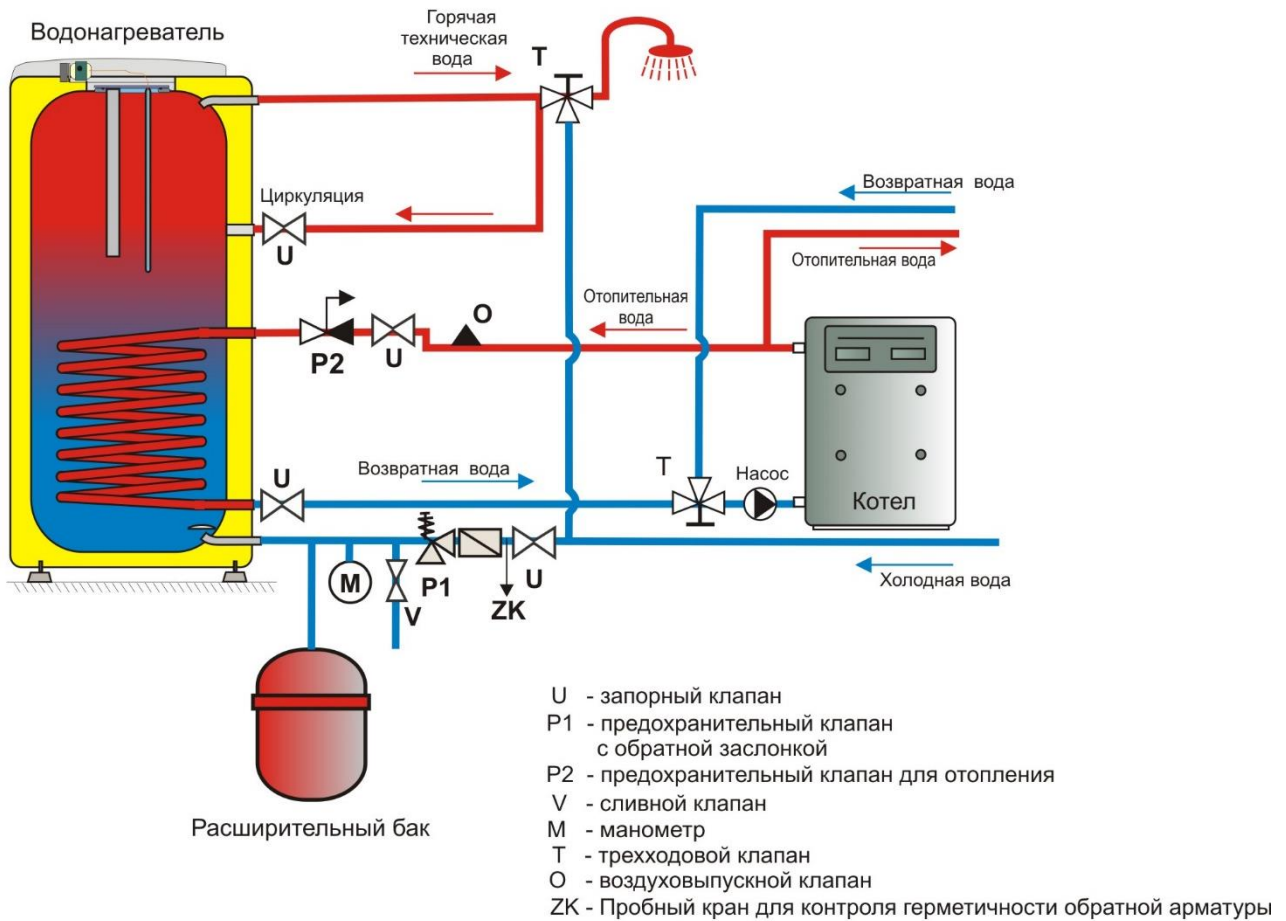 Водонагреватель
Горячая
техническая
вода
T
Циркуляция
U
Возвратная вода
Отопительная вода
Отопительная
вода
O
P2
U
U
Возвратная вода
T
Насос
Котел
M
V
P1
ZK
U
Холодная вода
Расширительный бак
U - запорный клапан
P1 - предохранительный клапан
с обратной заслонкой
P2 - предохранительный клапан для отопления
V - сливной клапан
M - манометр
T - трехходовой клапан
O - воздуховыпускной клапан
ZK - Пробный кран для контроля герметичности обратной арматуры